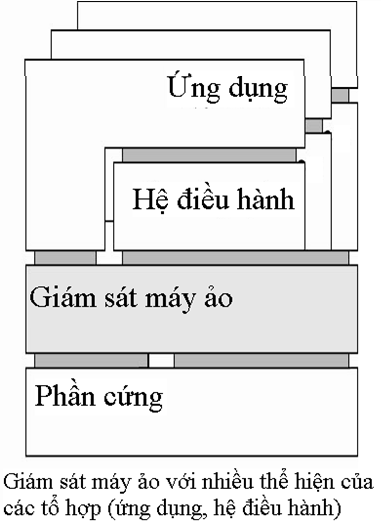 Ứng dụng
Hệ điều hành
Giám sát máy ảo
Phần cứng
Giám sát máy ảo với nhiều thể hiện của
các tổ hợp (ứng dụng, hệ điều hành)